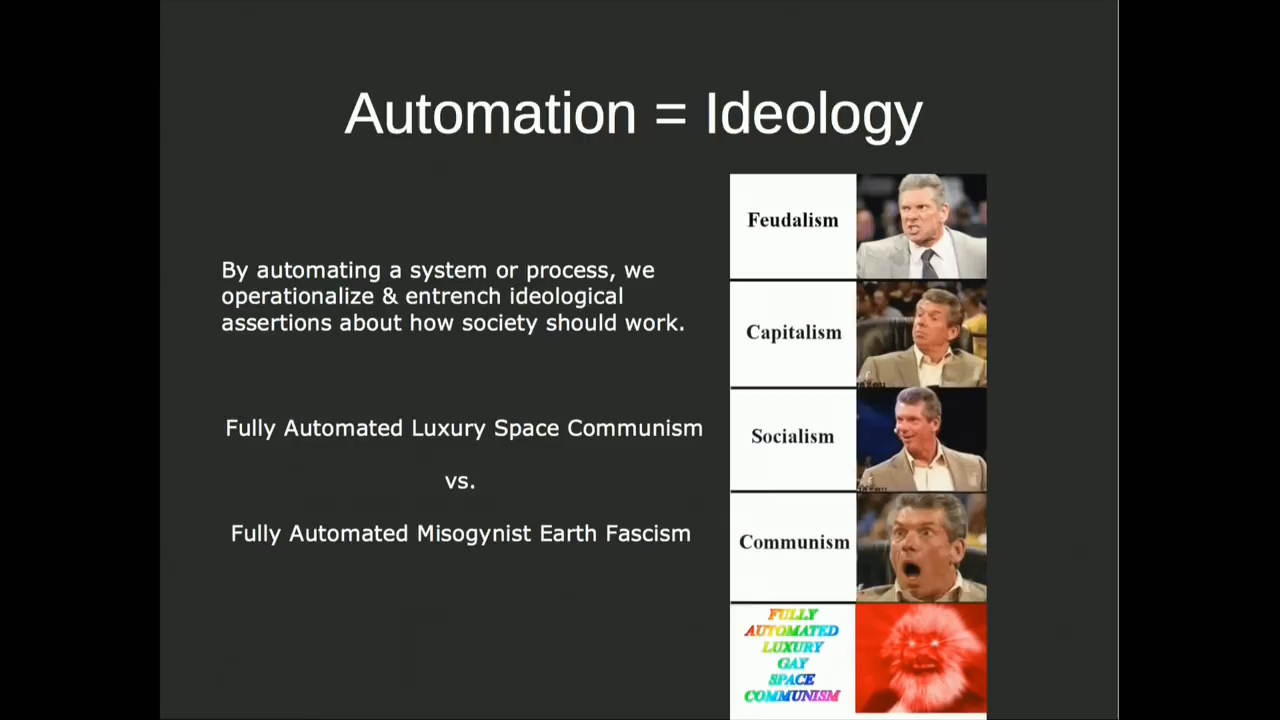 Automation = Ideology
By automating a system or process, we
operationalize & entrench ideological
assertions about how society should work.
Fully Automated Luxury Space Communism
vs.
Fully Automated Misogynist Earth Fascism
Feudalism
Capitalism
Socialism
Communism
FULLY
AUTOMATED
LUXURY
GAY
SPACE
COMMUNISM